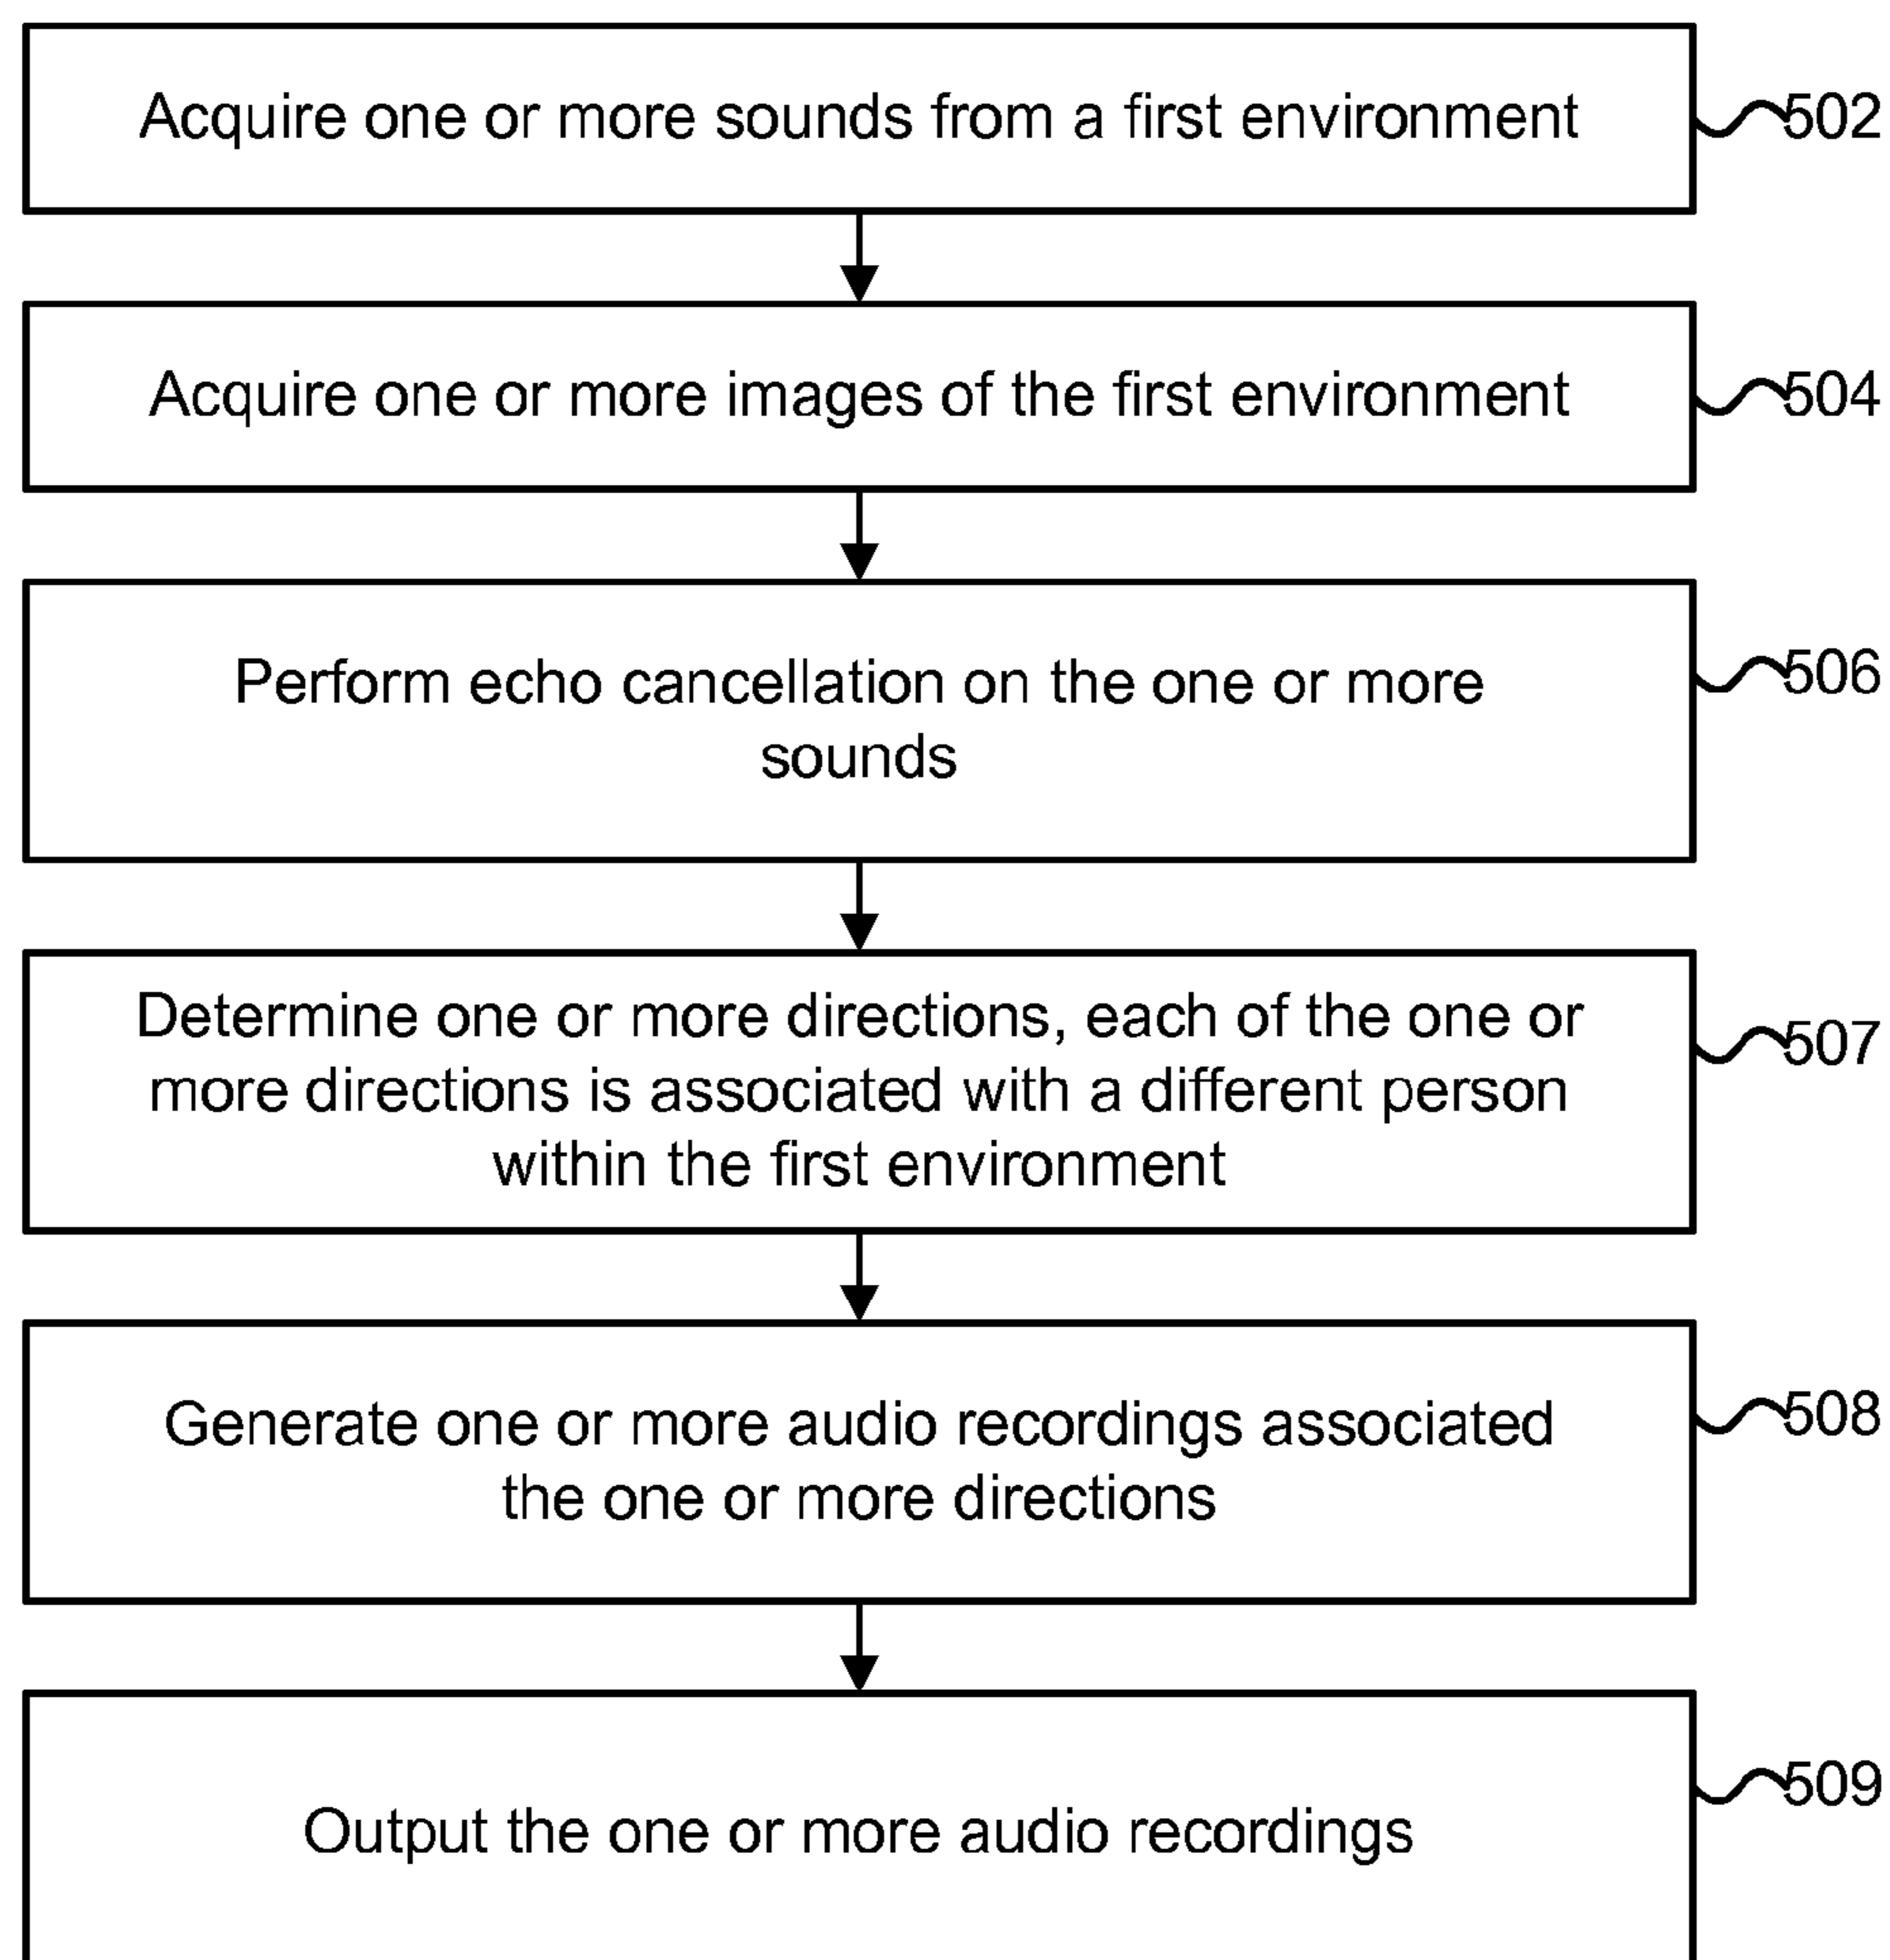 Acquire one or more sounds from a first environment
502
Acquire one or more images of the first environment
504
Perform echo cancellation on the one or more
sounds
506
Determine one or more directions, each of the one or
more directions is associated with a different person
within the first environment
507
Generate one or more audio recordings associated
the one or more directions
508
Output the one or more audio recordings
509